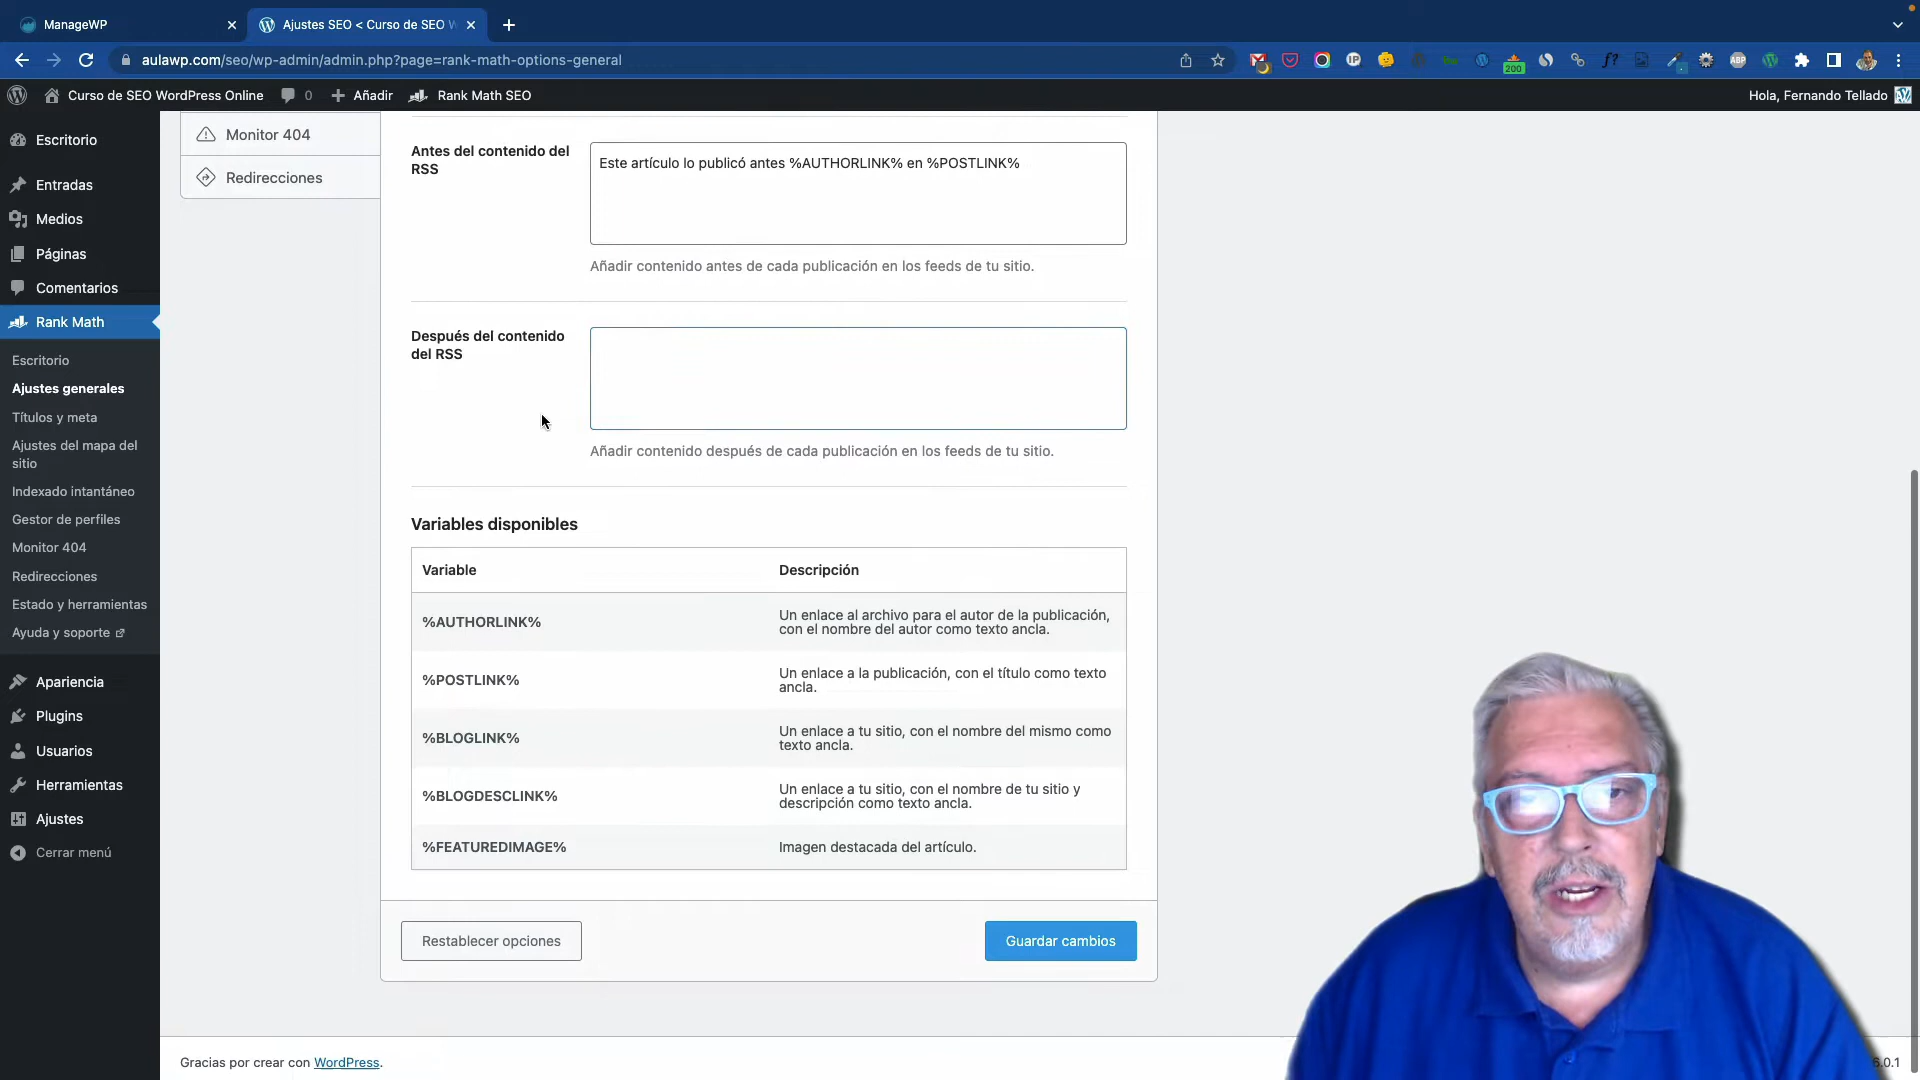 ManageWP
Ajustes SEO < Curso de SEO W
aulawp.com/seo/wp-admin/admin.php?page=rank-math-options-general
200
IP
ABP
f?
Curso de SEO WordPress Online
0
Añadir
Rank Math SEO
Hola, Fernando Tellado
Escritorio
Entradas
Medios
Páginas
Comentarios
Rank Math
Escritorio
Ajustes generales
Títulos y meta
Ajustes del mapa del
sitio
Indexado intantáneo
Gestor de perfiles
Monitor 404
Redirecciones
Estado y herramientas
Ayuda y soporte
Apariencia
Plugins
Usuarios
Herramientas
Ajustes
Cerrar menú
Monitor 404
Redirecciones
Antes del contenido del
RSS
Este artículo lo publicó antes %AUTHORLINK% en %POSTLINK%
Añadir contenido antes de cada publicación en los feeds de tu sitio.
Después del contenido
del RSS
Añadir contenido después de cada publicación en los feeds de tu sitio.
Variables disponibles
Variable
Descripción
%AUTHORLINK%
Un enlace al archivo para el autor de la publicación,
con el nombre del autor como texto ancla.
%POSTLINK%
Un enlace a la publicación, con el título como texto
ancla.
%BLOGLINK%
Un enlace a tu sitio, con el nombre del mismo como
texto ancla.
%BLOGDESCLINK%
Un enlace a tu sitio, con el nombre de tu sitio y
descripción como texto ancla.
%FEATUREDIMAGE%
Imagen destacada del artículo.
Restablecer opciones
Guardar cambios
Gracias por crear con WordPress.
6.0.1